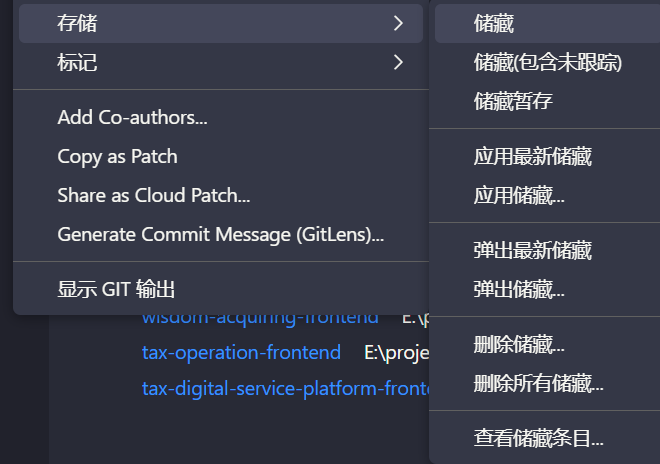 存储
标记
Add Co-authors...
Copy as Patch
Share as Cloud Patch...
Generate Commit Message (GitLens)...
显示 GIT 输出
储藏
储藏(包含未跟踪)
储藏暂存
应用最新储藏
应用储藏...
弹出最新储藏
弹出储藏...
删除储藏...
删除所有储藏...
查看储藏条目...
wisdom-acquiring-frontend E:\p
tax-operation-frontend E:\proje
tax-digital-service-platform-fronte